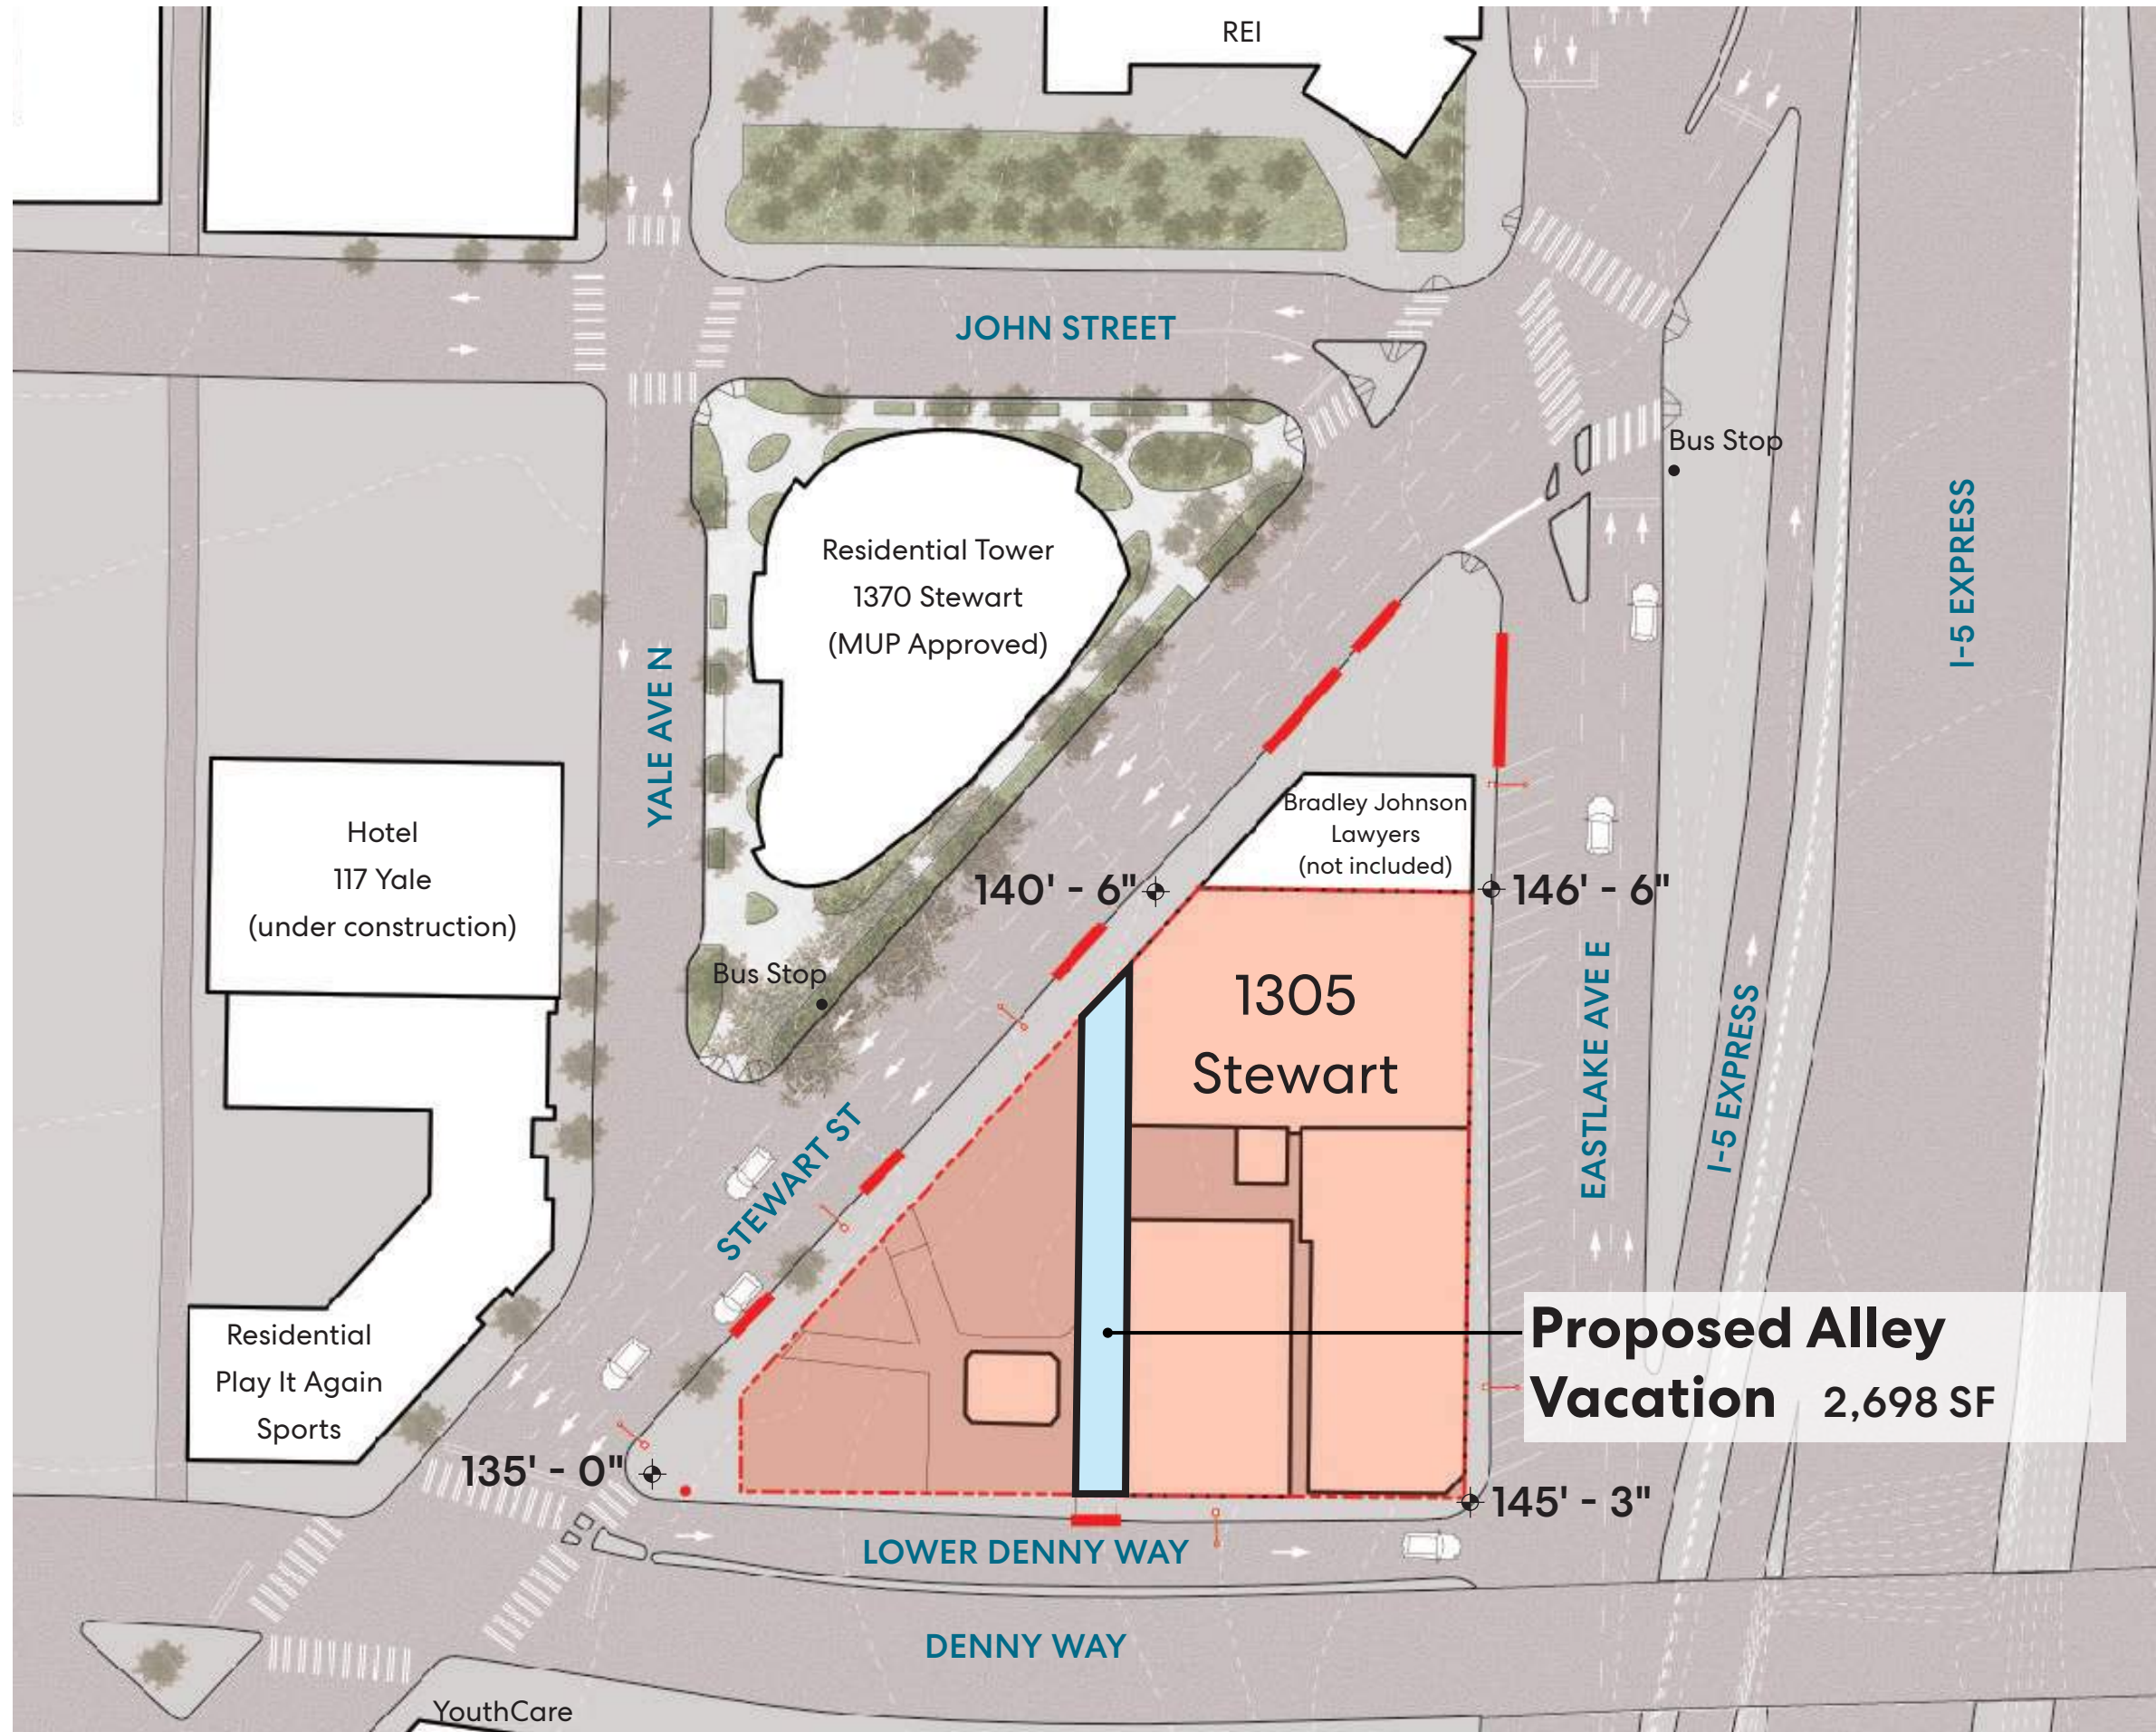 REI
JOHN STREET
Bus Stop
Residential Tower
1370 Stewart
(MUP Approved)
I-5 EXPRESS
YALE AVE N
Bradley Johnson
Lawyers
(not included)
Hotel
117 Yale
(under construction)
140' - 6"
146' - 6"
Bus Stop
1305
Stewart
EASTLAKE AVE E
I-5 EXPRESS
STEWART ST
Proposed Alley
Vacation 2,698 SF
Residential
Play It Again
Sports
135' - 0"
145' - 3"
LOWER DENNY WAY
DENNY WAY
YouthCare